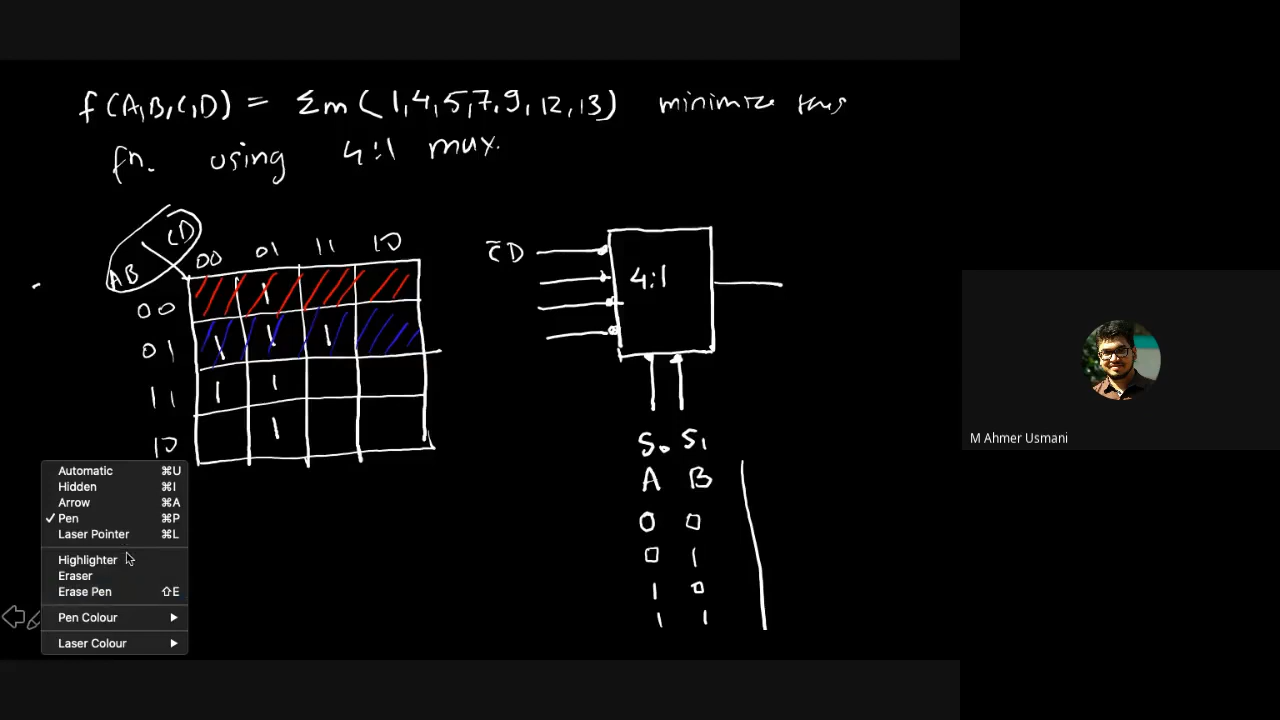 f(A,B,C,D) = Σm(1,4,5,7,9,12,13) minimize this
fn. using 4:1 mux.
AB CD 00 01 11 10
00 1
01 1 1 1
11 1 1
10 1
C̅D 4:1
S₀ S₁
A B
0 0
0 1
1 0
1 1
M Ahmer Usmani
Automatic ⌘U
Hidden ⌘I
Arrow ⌘A
✓ Pen ⌘P
Laser Pointer ⌘L
Highlighter
Eraser
Erase Pen ⇧E
Pen Colour
Laser Colour